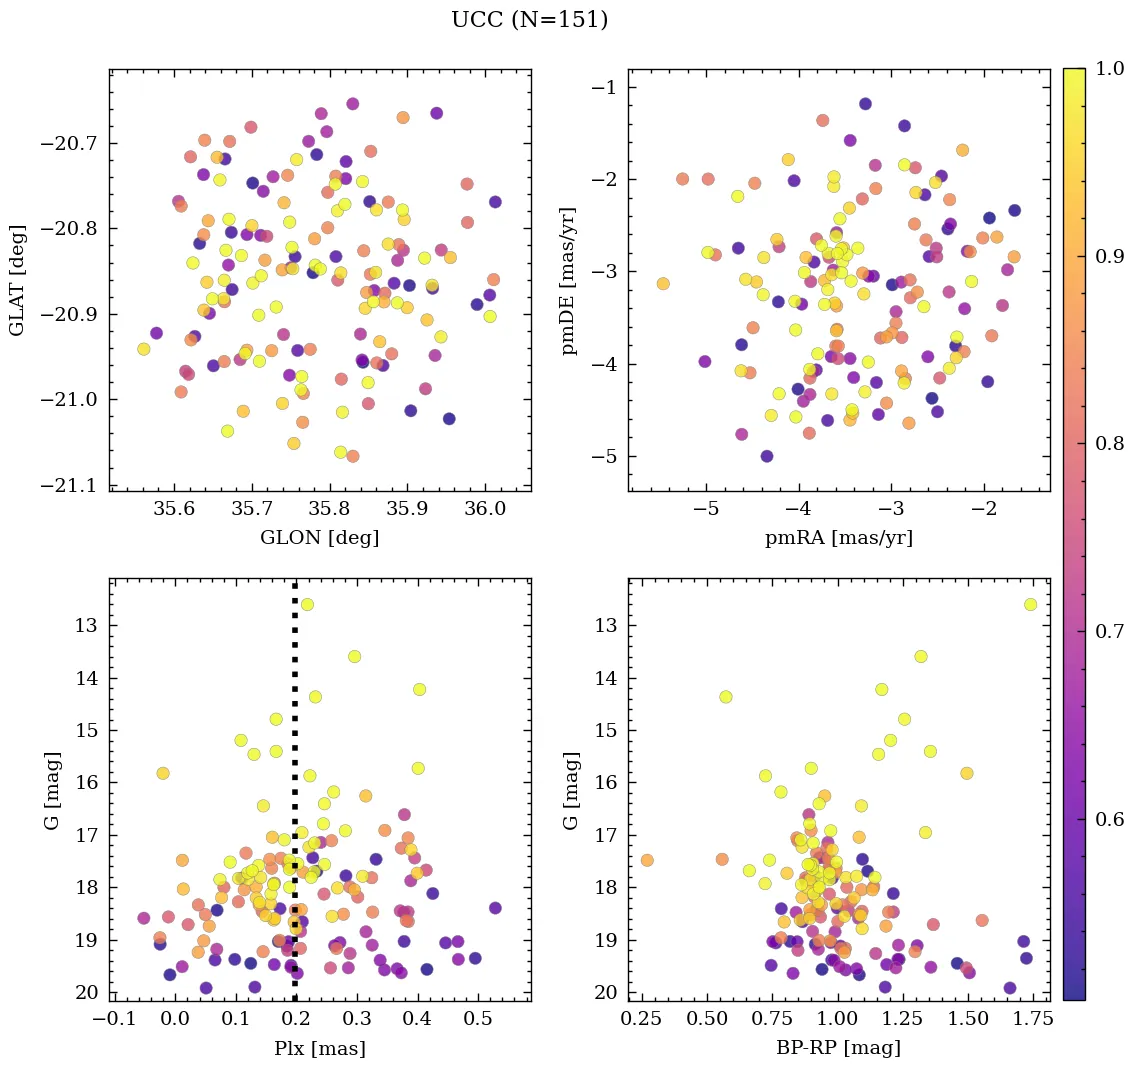 UCC (N=151)
−20.7
−20.8
−20.9
−21.0
−21.1
GLAT [deg]
35.6 35.7 35.8 35.9 36.0
GLON [deg]
−1
−2
−3
−4
−5
pmDE [mas/yr]
−5 −4 −3 −2
pmRA [mas/yr]
1.0
0.9
0.8
0.7
0.6
13
14
15
16
17
18
19
20
G [mag]
−0.1 0.0 0.1 0.2 0.3 0.4 0.5
Plx [mas]
13
14
15
16
17
18
19
20
G [mag]
0.25 0.50 0.75 1.00 1.25 1.50 1.75
BP-RP [mag]